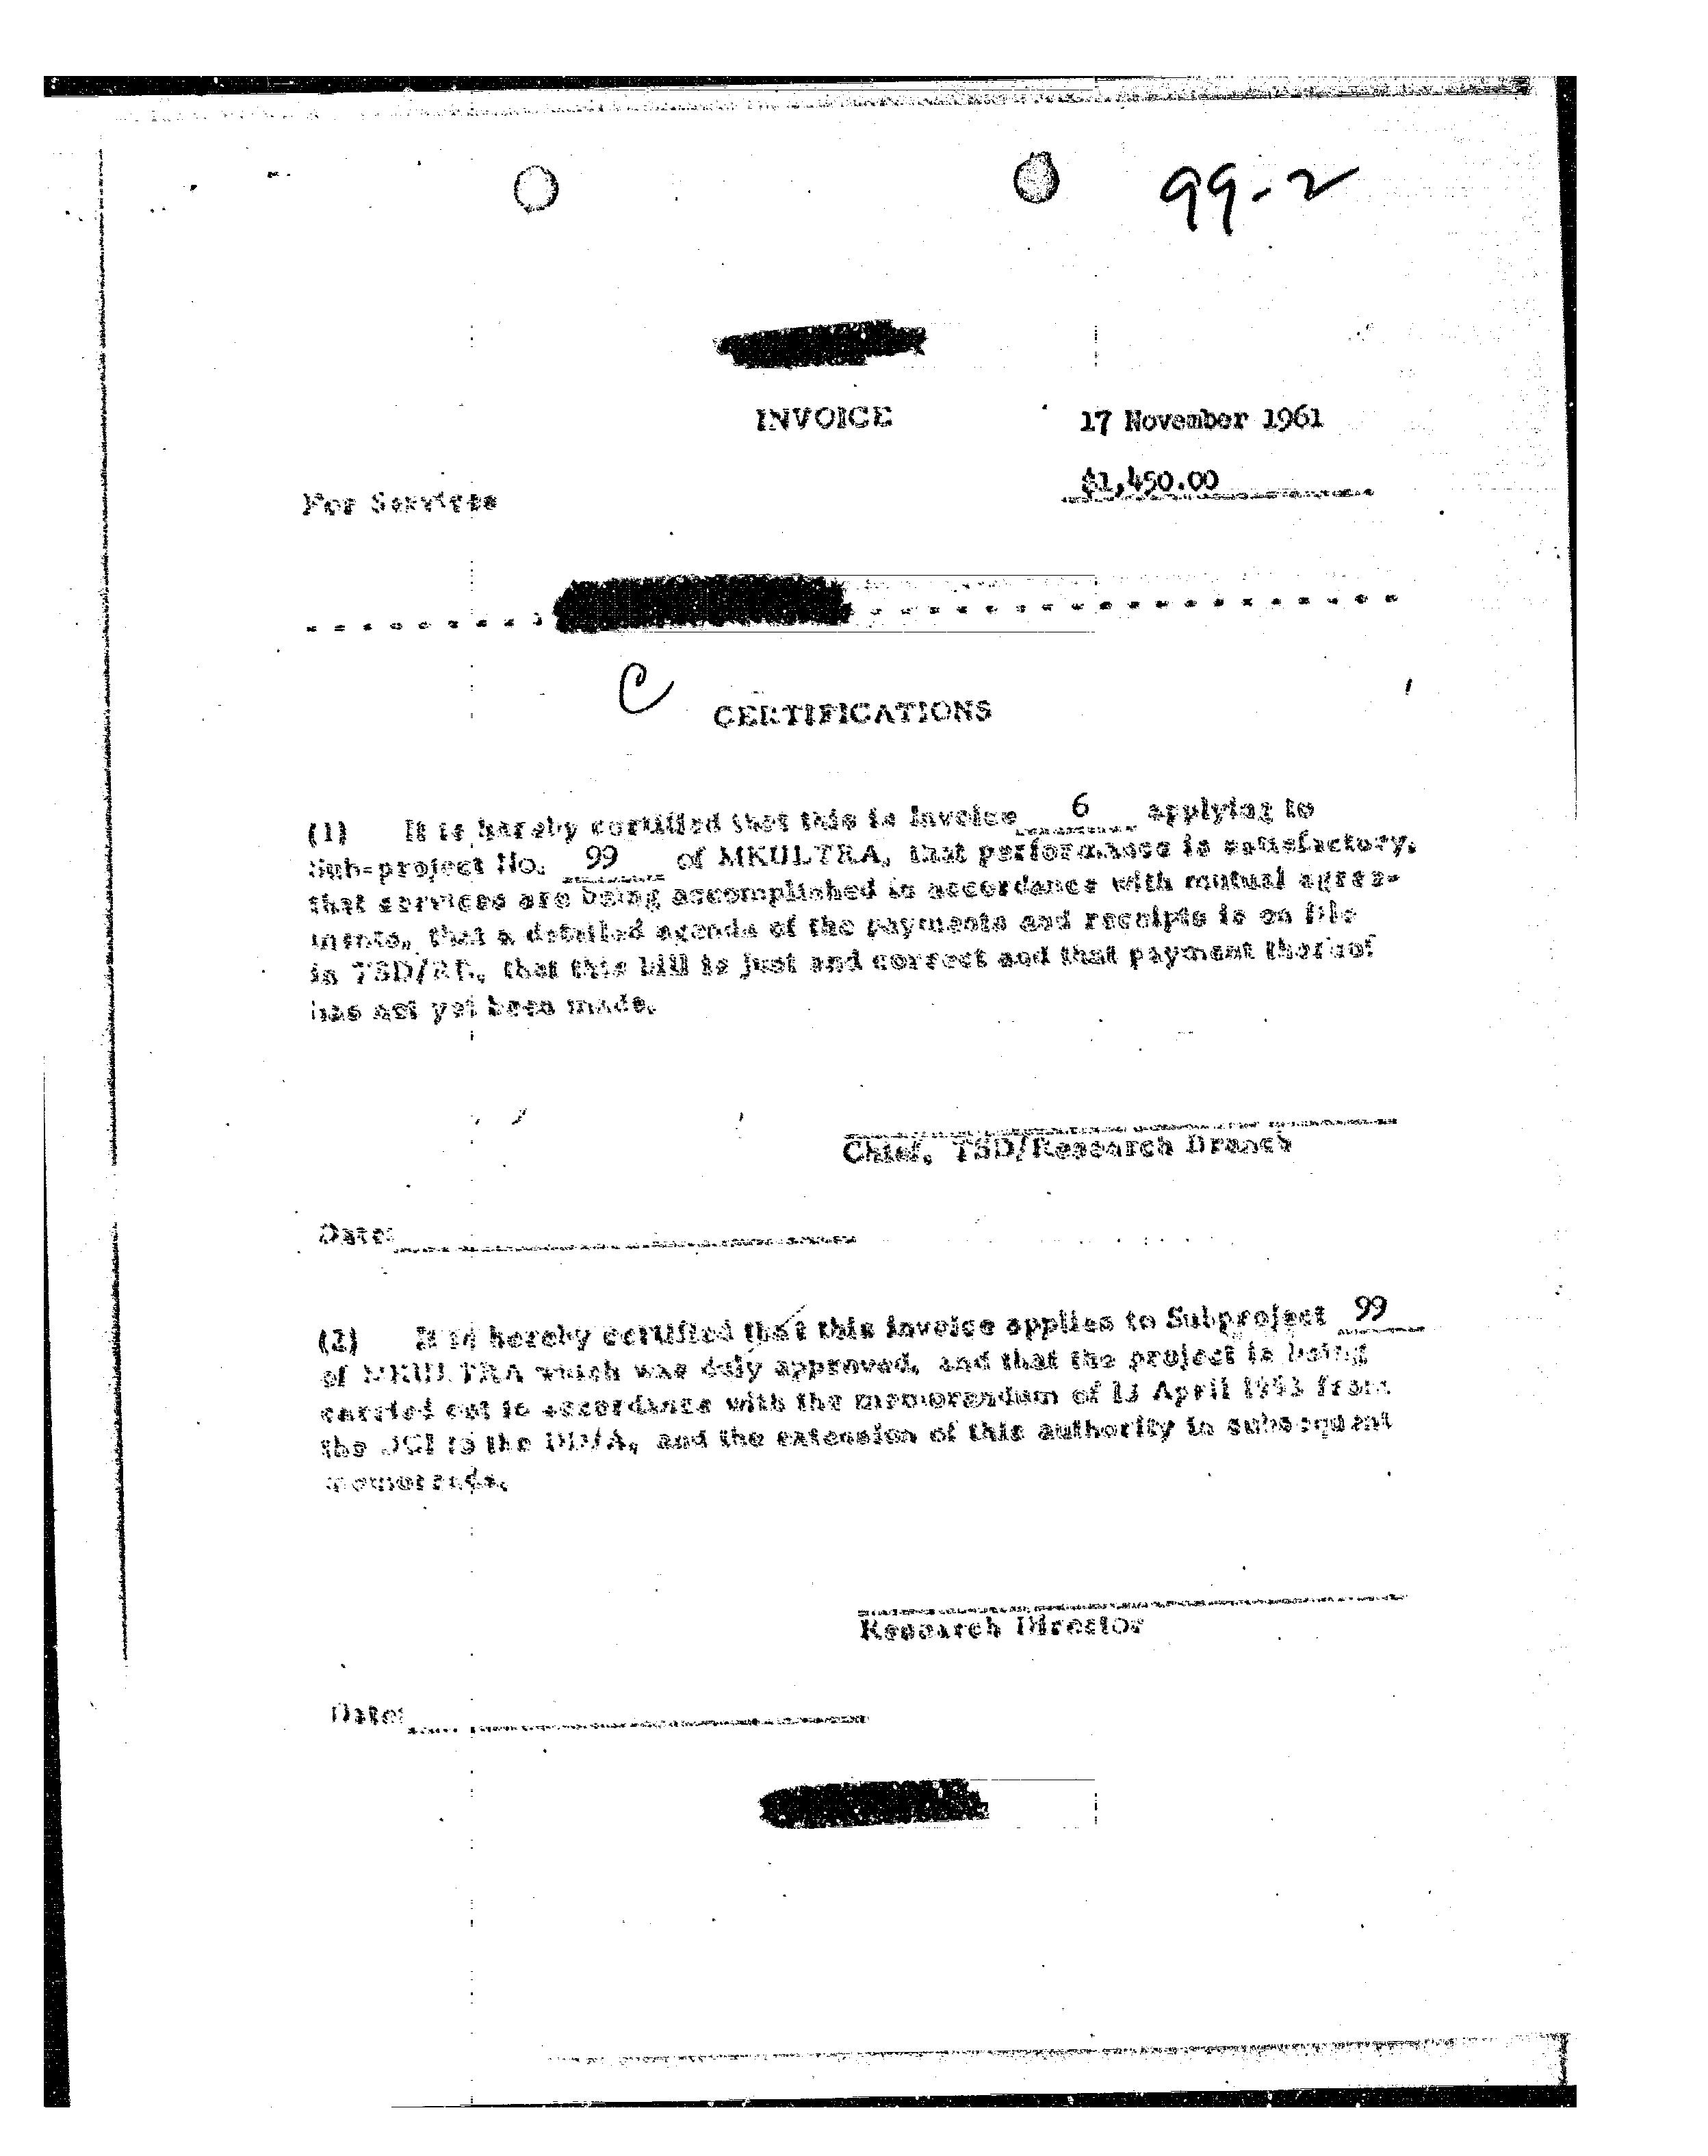 99-2
INVOICE
17 November 1961
$1,450.00
For Services
C
CERTIFICATIONS
(1) It is hereby certified that this is Invoice 6 applying to
Sub-project No. 99 of MKULTRA, that performance is satisfactory,
that services are being accomplished in accordance with mutual agree-
ments, that a detailed agenda of the payments and receipts is on file
in TSD/RB, that this bill is just and correct and that payment thereof
has not yet been made.
Chief, TSD/Research Branch
Date:
(2) It is hereby certified that this invoice applies to Subproject 99
of MKULTRA which was duly approved, and that the project is being
carried out in accordance with the memorandum of 13 April 1953 from
the DCI to the DD/A, and the extension of this authority in subsequent
memoranda.
Research Director
Date: